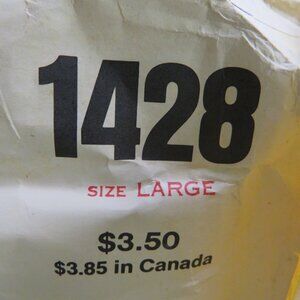 1428
SIZE LARGE
$3.50
$3.85 in Canada